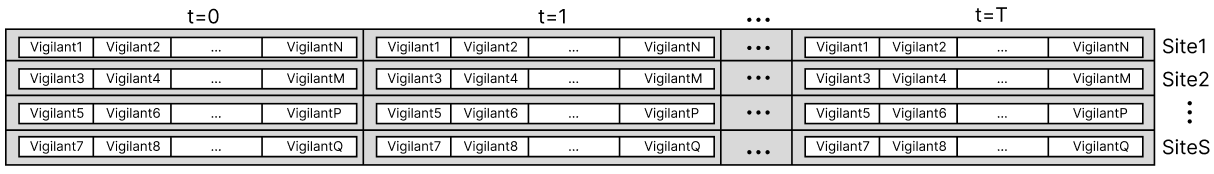 t=0 t=1 ... t=T
Vigilant1 Vigilant2 ... VigilantN Vigilant1 Vigilant2 ... VigilantN ... Vigilant1 Vigilant2 ... VigilantN Site1
Vigilant3 Vigilant4 ... VigilantM Vigilant3 Vigilant4 ... VigilantM ... Vigilant3 Vigilant4 ... VigilantM Site2
Vigilant5 Vigilant6 ... VigilantP Vigilant5 Vigilant6 ... VigilantP ... Vigilant5 Vigilant6 ... VigilantP ⋮
Vigilant7 Vigilant8 ... VigilantQ Vigilant7 Vigilant8 ... VigilantQ ... Vigilant7 Vigilant8 ... VigilantQ SiteS